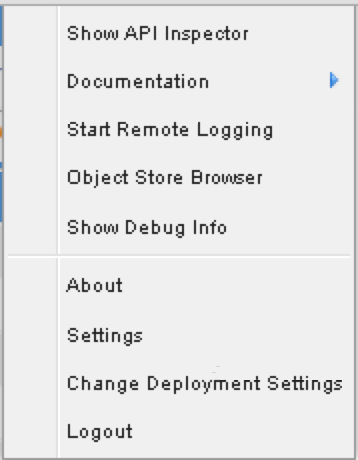 Show API Inspector
Documentation
Start Remote Logging
Object Store Browser
Show Debug Info
About
Settings
Change Deployment Settings
Logout